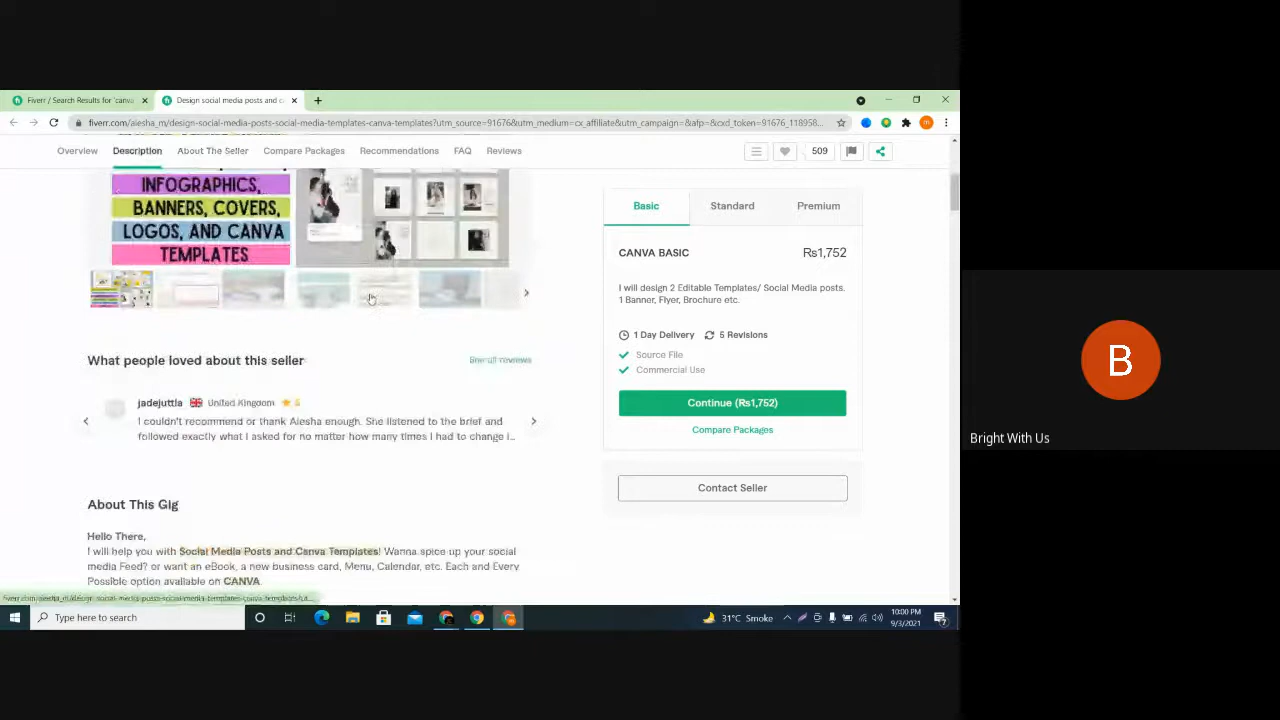 Fiverr / Search Results for 'canva
Design social media posts and c
fiverr.com/aiesha_m/design-social-media-posts-social-media-templates-canva-templates?utm_source=91676&utm_medium=cx_affiliate&utm_campaign=&afp=&cxd_token=91676_118958...
Overview
Description
About The Seller
Compare Packages
Recommendations
FAQ
Reviews
509
INFOGRAPHICS,
BANNERS, COVERS,
LOGOS, AND CANVA
TEMPLATES
Basic
Standard
Premium
CANVA BASIC
Rs1,752
I will design 2 Editable Templates/ Social Media posts.
1 Banner, Flyer, Brochure etc.
1 Day Delivery
5 Revisions
Source File
Commercial Use
Continue (Rs1,752)
Compare Packages
Contact Seller
What people loved about this seller
See all reviews
jadejuttla
United Kingdom
5
I couldn't recommend or thank Aiesha enough. She listened to the brief and
followed exactly what I asked for no matter how many times I had to change i...
About This Gig
Hello There,
I will help you with Social Media Posts and Canva Templates! Wanna spice up your social
media Feed? or want an eBook, a new business card, Menu, Calendar, etc. Each and Every
Possible option available on CANVA.
Type here to search
31°C Smoke
10:00 PM
9/3/2021
B
Bright With Us